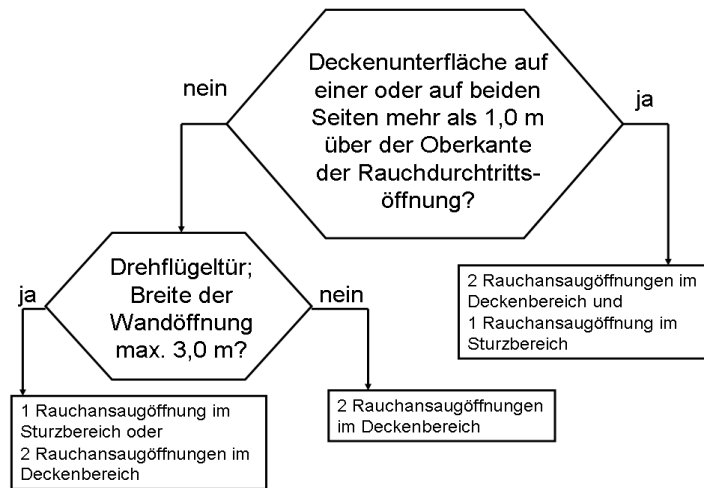 Deckenunterfläche auf
einer oder auf beiden
Seiten mehr als 1,0 m
über der Oberkante
der Rauchdurchtritts-
öffnung?
nein
ja
Drehflügeltür;
Breite der
Wandöffnung
max. 3,0 m?
ja
nein
2 Rauchansaugöffnungen im
Deckenbereich und
1 Rauchansaugöffnung im
Sturzbereich
1 Rauchansaugöffnung im
Sturzbereich oder
2 Rauchansaugöffnungen im
Deckenbereich
2 Rauchansaugöffnungen
im Deckenbereich